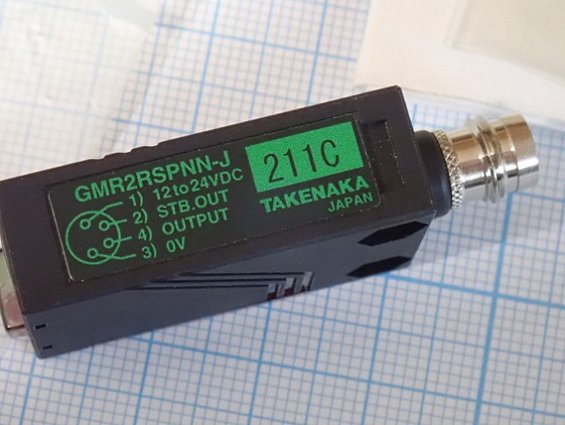 GMR2RSPNN-J
1) 12to24VDC
2) STB.OUT
4) OUTPUT
3) 0V
211C
TAKENAKA
JAPAN